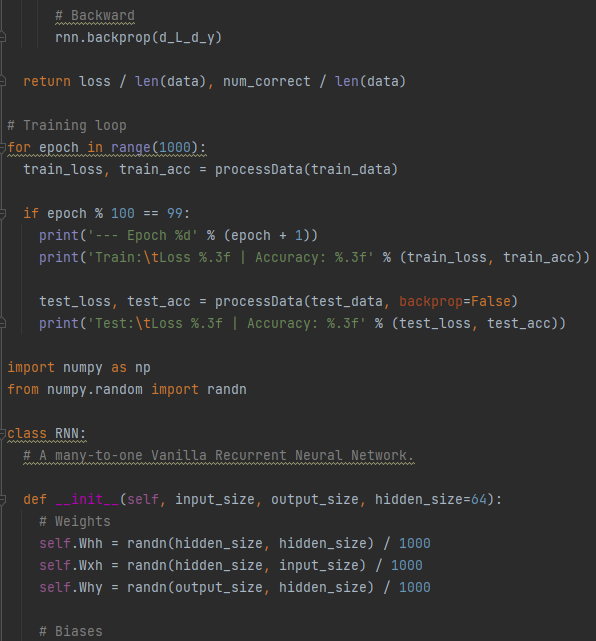 # Backward
rnn.backprop(d_L_d_y)
return loss / len(data), num_correct / len(data)
# Training loop
for epoch in range(1000):
train_loss, train_acc = processData(train_data)
if epoch % 100 == 99:
print('--- Epoch %d' % (epoch + 1))
print('Train:\tLoss %.3f | Accuracy: %.3f' % (train_loss, train_acc))
test_loss, test_acc = processData(test_data, backprop=False)
print('Test:\tLoss %.3f | Accuracy: %.3f' % (test_loss, test_acc))
import numpy as np
from numpy.random import randn
class RNN:
# A many-to-one Vanilla Recurrent Neural Network.
def __init__(self, input_size, output_size, hidden_size=64):
# Weights
self.Whh = randn(hidden_size, hidden_size) / 1000
self.Wxh = randn(hidden_size, input_size) / 1000
self.Why = randn(output_size, hidden_size) / 1000
# Biases